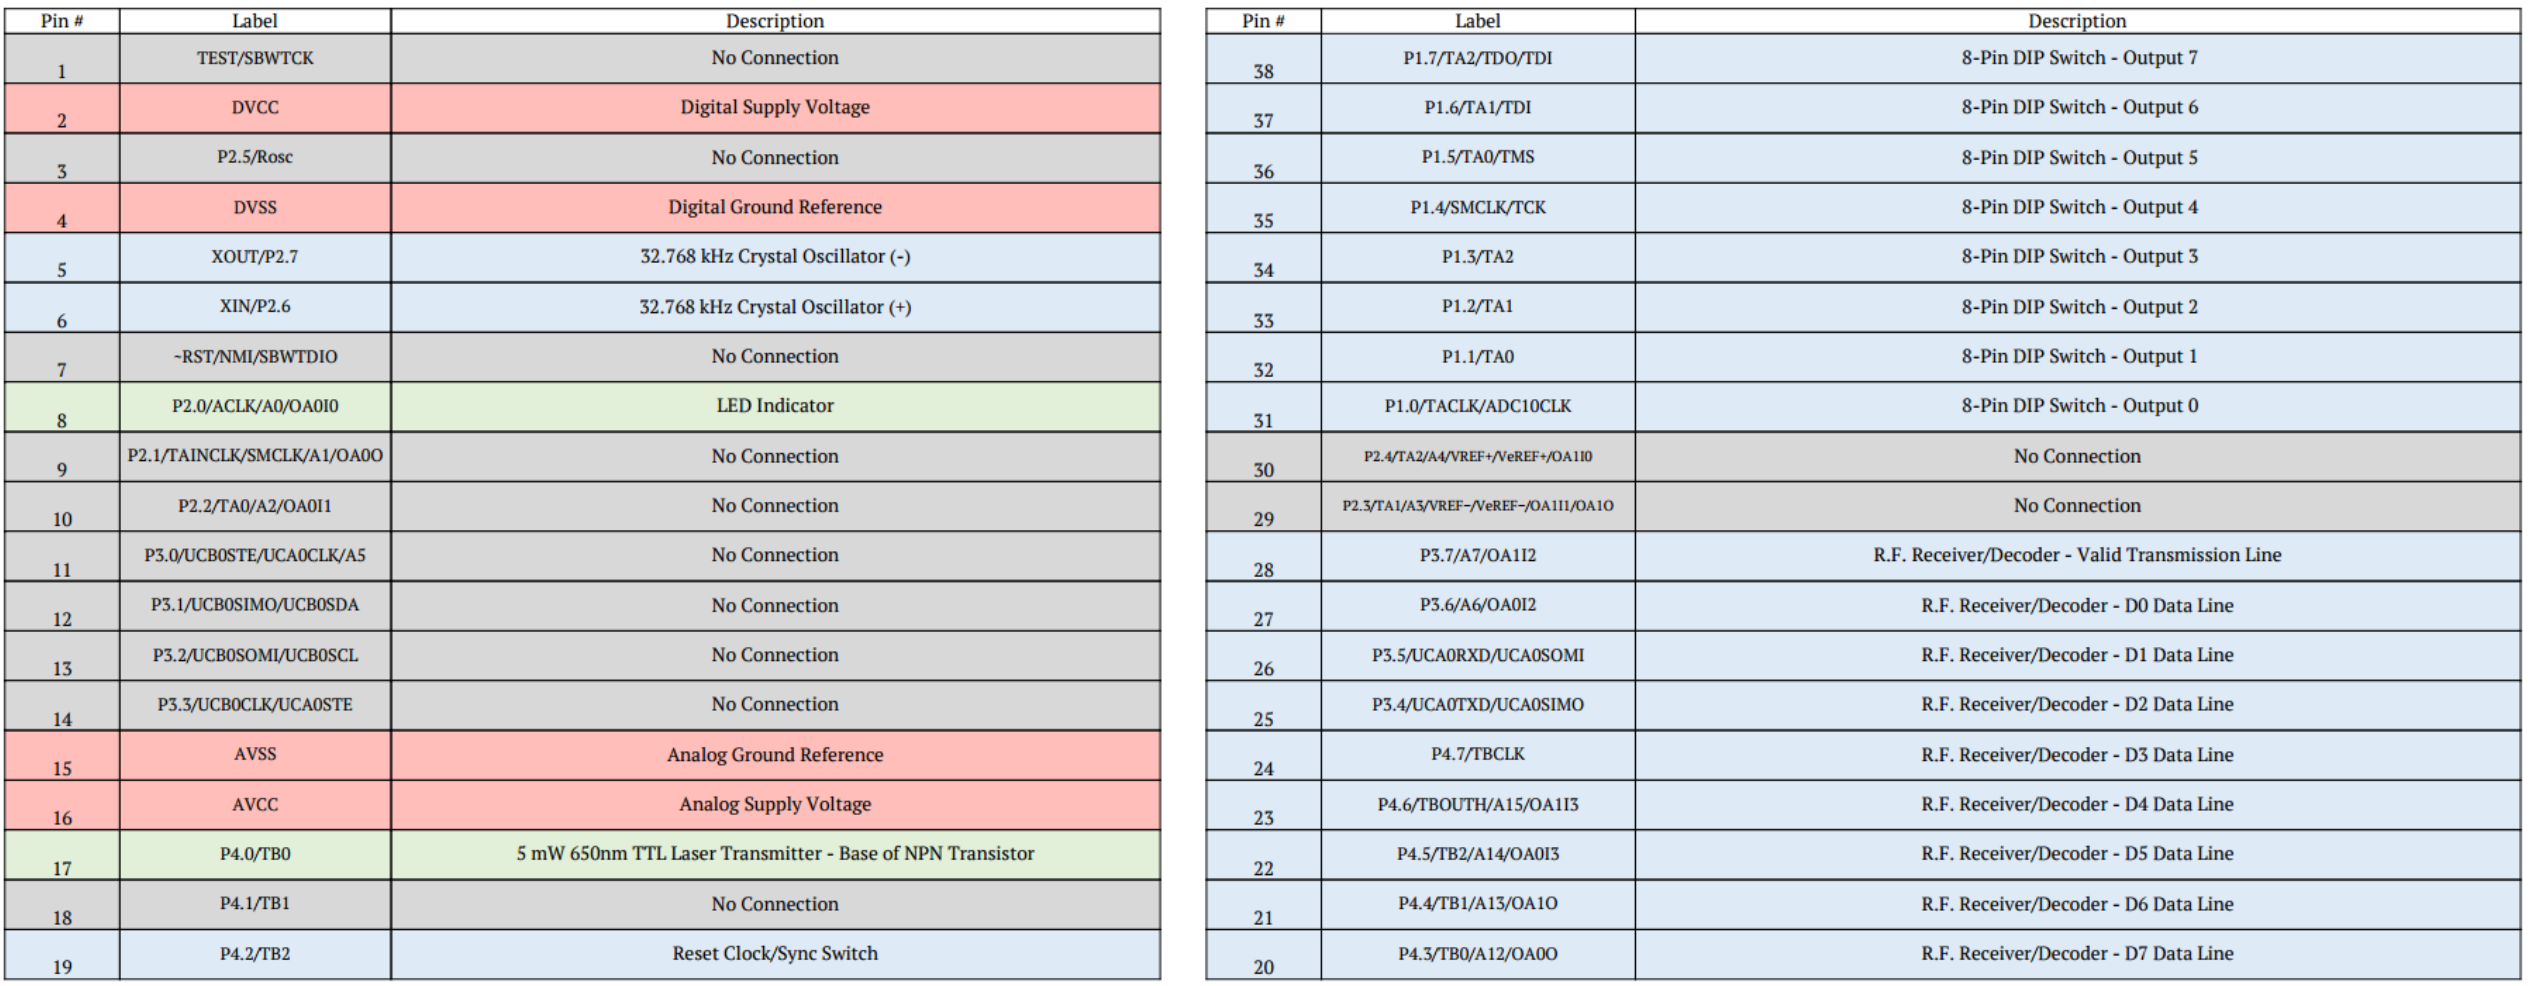 Pin # Label Description
1 TEST/SBWTCK No Connection
2 DVCC Digital Supply Voltage
3 P2.5/Rosc No Connection
4 DVSS Digital Ground Reference
5 XOUT/P2.7 32.768 kHz Crystal Oscillator (-)
6 XIN/P2.6 32.768 kHz Crystal Oscillator (+)
7 ~RST/NMI/SBWTDIO No Connection
8 P2.0/ACLK/A0/OA0I0 LED Indicator
9 P2.1/TAINCLK/SMCLK/A1/OA0O No Connection
10 P2.2/TA0/A2/OA0I1 No Connection
11 P3.0/UCB0STE/UCA0CLK/A5 No Connection
12 P3.1/UCB0SIMO/UCB0SDA No Connection
13 P3.2/UCB0SOMI/UCB0SCL No Connection
14 P3.3/UCB0CLK/UCA0STE No Connection
15 AVSS Analog Ground Reference
16 AVCC Analog Supply Voltage
17 P4.0/TB0 5 mW 650nm TTL Laser Transmitter - Base of NPN Transistor
18 P4.1/TB1 No Connection
19 P4.2/TB2 Reset Clock/Sync Switch
Pin # Label Description
38 P1.7/TA2/TDO/TDI 8-Pin DIP Switch - Output 7
37 P1.6/TA1/TDI 8-Pin DIP Switch - Output 6
36 P1.5/TA0/TMS 8-Pin DIP Switch - Output 5
35 P1.4/SMCLK/TCK 8-Pin DIP Switch - Output 4
34 P1.3/TA2 8-Pin DIP Switch - Output 3
33 P1.2/TA1 8-Pin DIP Switch - Output 2
32 P1.1/TA0 8-Pin DIP Switch - Output 1
31 P1.0/TACLK/ADC10CLK 8-Pin DIP Switch - Output 0
30 P2.4/TA2/A4/VREF+/VeREF+/OA1I0 No Connection
29 P2.3/TA1/A3/VREF−/VeREF−/OA1I1/OA1O No Connection
28 P3.7/A7/OA1I2 R.F. Receiver/Decoder - Valid Transmission Line
27 P3.6/A6/OA0I2 R.F. Receiver/Decoder - D0 Data Line
26 P3.5/UCA0RXD/UCA0SOMI R.F. Receiver/Decoder - D1 Data Line
25 P3.4/UCA0TXD/UCA0SIMO R.F. Receiver/Decoder - D2 Data Line
24 P4.7/TBCLK R.F. Receiver/Decoder - D3 Data Line
23 P4.6/TBOUTH/A15/OA1I3 R.F. Receiver/Decoder - D4 Data Line
22 P4.5/TB2/A14/OA0I3 R.F. Receiver/Decoder - D5 Data Line
21 P4.4/TB1/A13/OA1O R.F. Receiver/Decoder - D6 Data Line
20 P4.3/TB0/A12/OA0O R.F. Receiver/Decoder - D7 Data Line